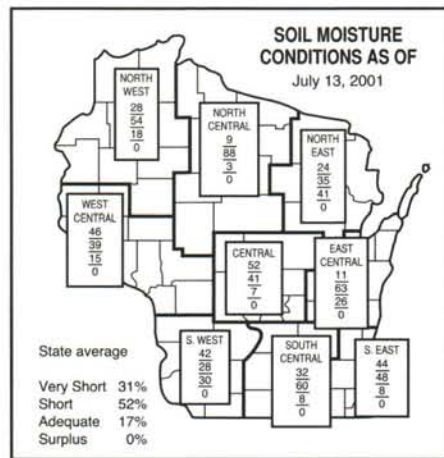 SOIL MOISTURE
CONDITIONS AS OF
July 13, 2001
NORTH
WEST
28
54
18
0
NORTH
CENTRAL
9
88
3
0
NORTH
EAST
24
35
41
0
WEST
CENTRAL
46
39
15
0
CENTRAL
52
41
7
0
EAST
CENTRAL
11
63
26
0
S. WEST
42
28
30
0
SOUTH
CENTRAL
32
60
8
0
S. EAST
44
48
8
0
State average
Very Short 31%
Short 52%
Adequate 17%
Surplus 0%